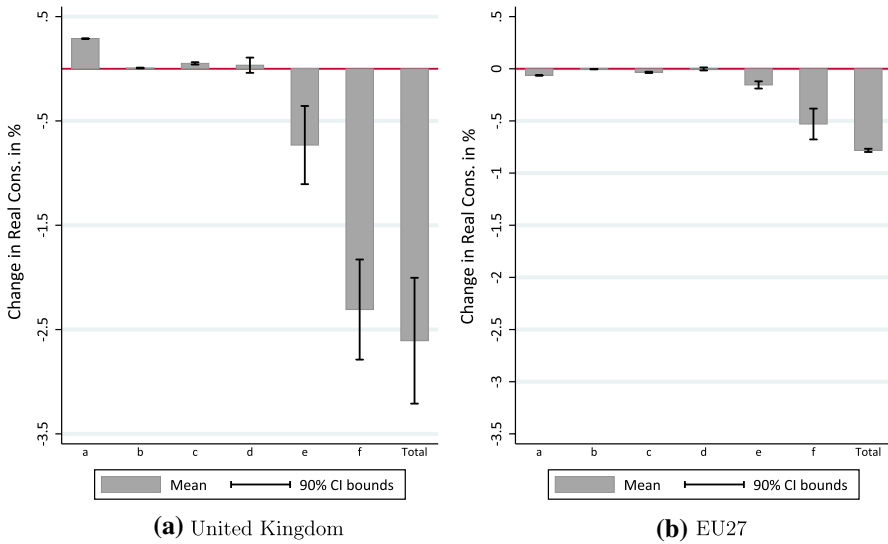 .5
-.5
-1.5
-2.5
-3.5
Change in Real Cons. in %
a b c d e f Total
Mean 90% CI bounds
(a) United Kingdom
.5
0
-.5
-1
-1.5
-2
-2.5
-3
-3.5
Change in Real Cons. in %
a b c d e f Total
Mean 90% CI bounds
(b) EU27